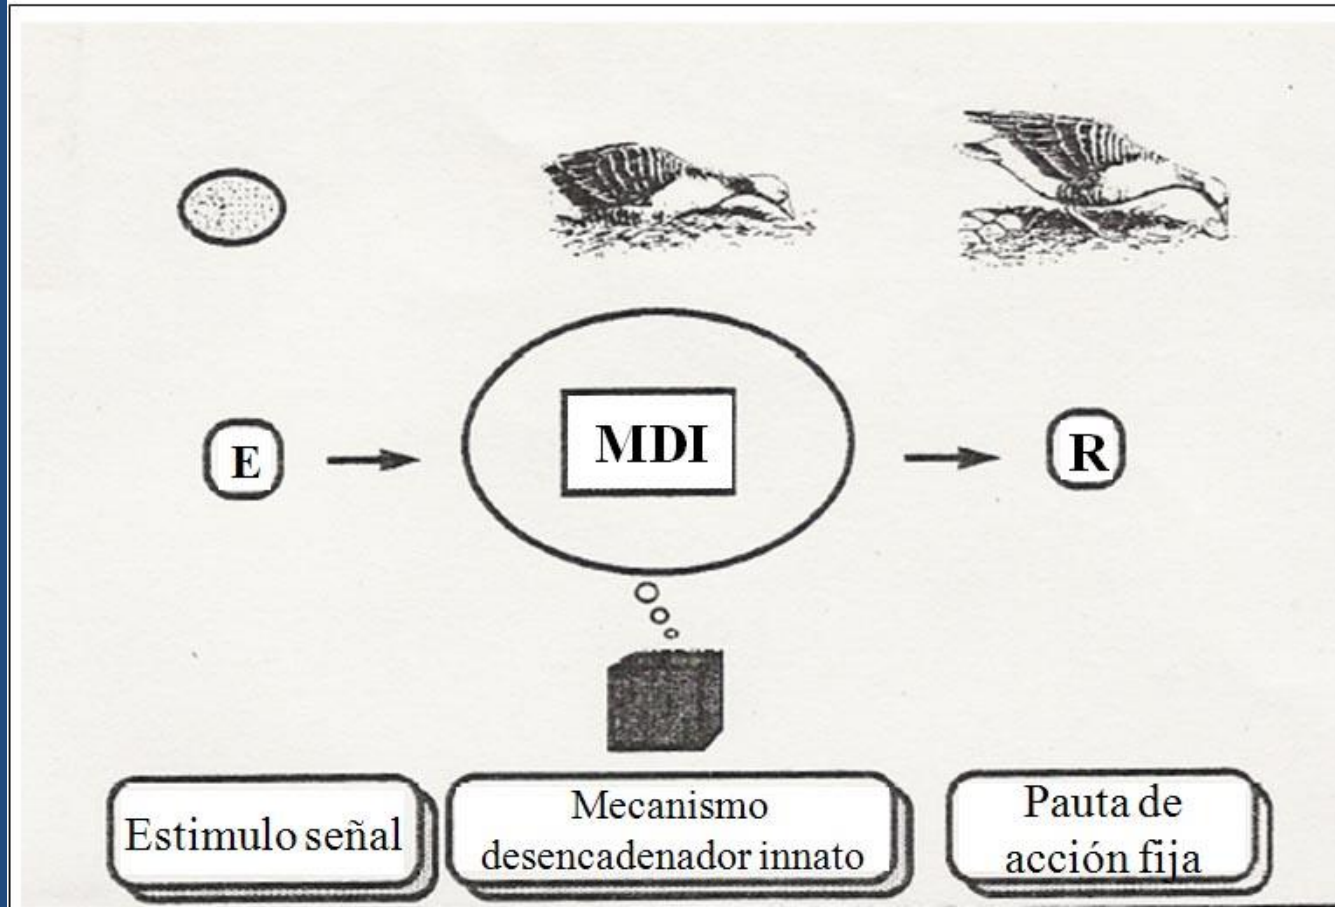 E
MDI
R
Estimulo señal
Mecanismo
desencadenador innato
Pauta de
acción fija